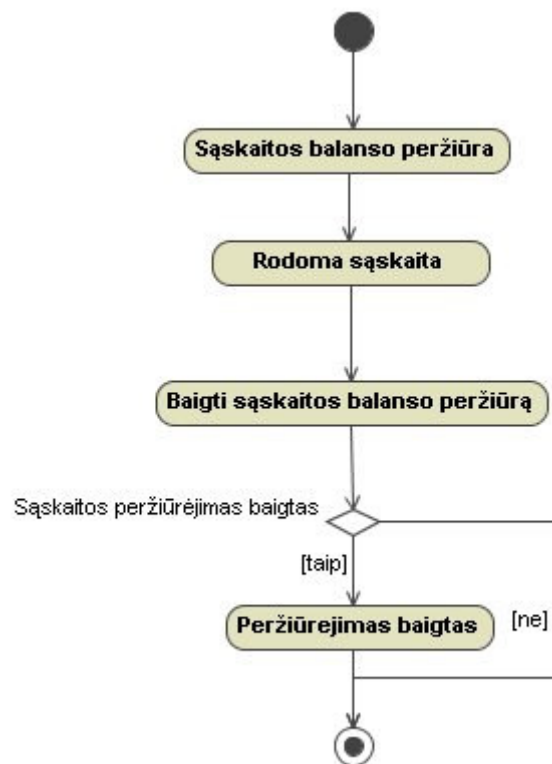 Sąskaitos balanso peržiūra
Rodoma sąskaita
Baigti sąskaitos balanso peržiūrą
Sąskaitos peržiūrėjimas baigtas
[taip]
Peržiūrejimas baigtas
[ne]